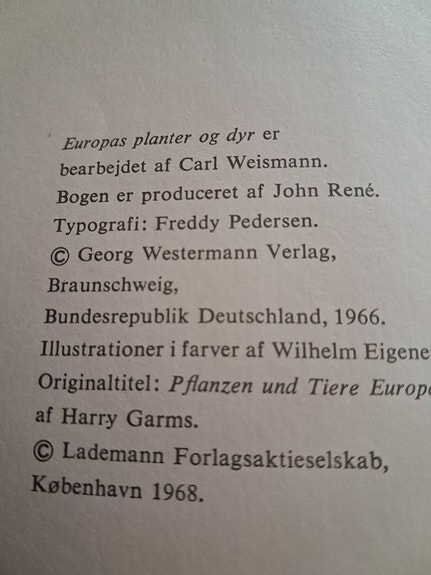 Europas planter og dyr er
bearbejdet af Carl Weismann.
Bogen er produceret af John René.
Typografi: Freddy Pedersen.
© Georg Westermann Verlag,
Braunschweig,
Bundesrepublik Deutschland, 1966.
Illustrationer i farver af Wilhelm Eigene
Originaltitel: Pflanzen und Tiere Europ
af Harry Garms.
© Lademann Forlagsaktieselskab,
København 1968.